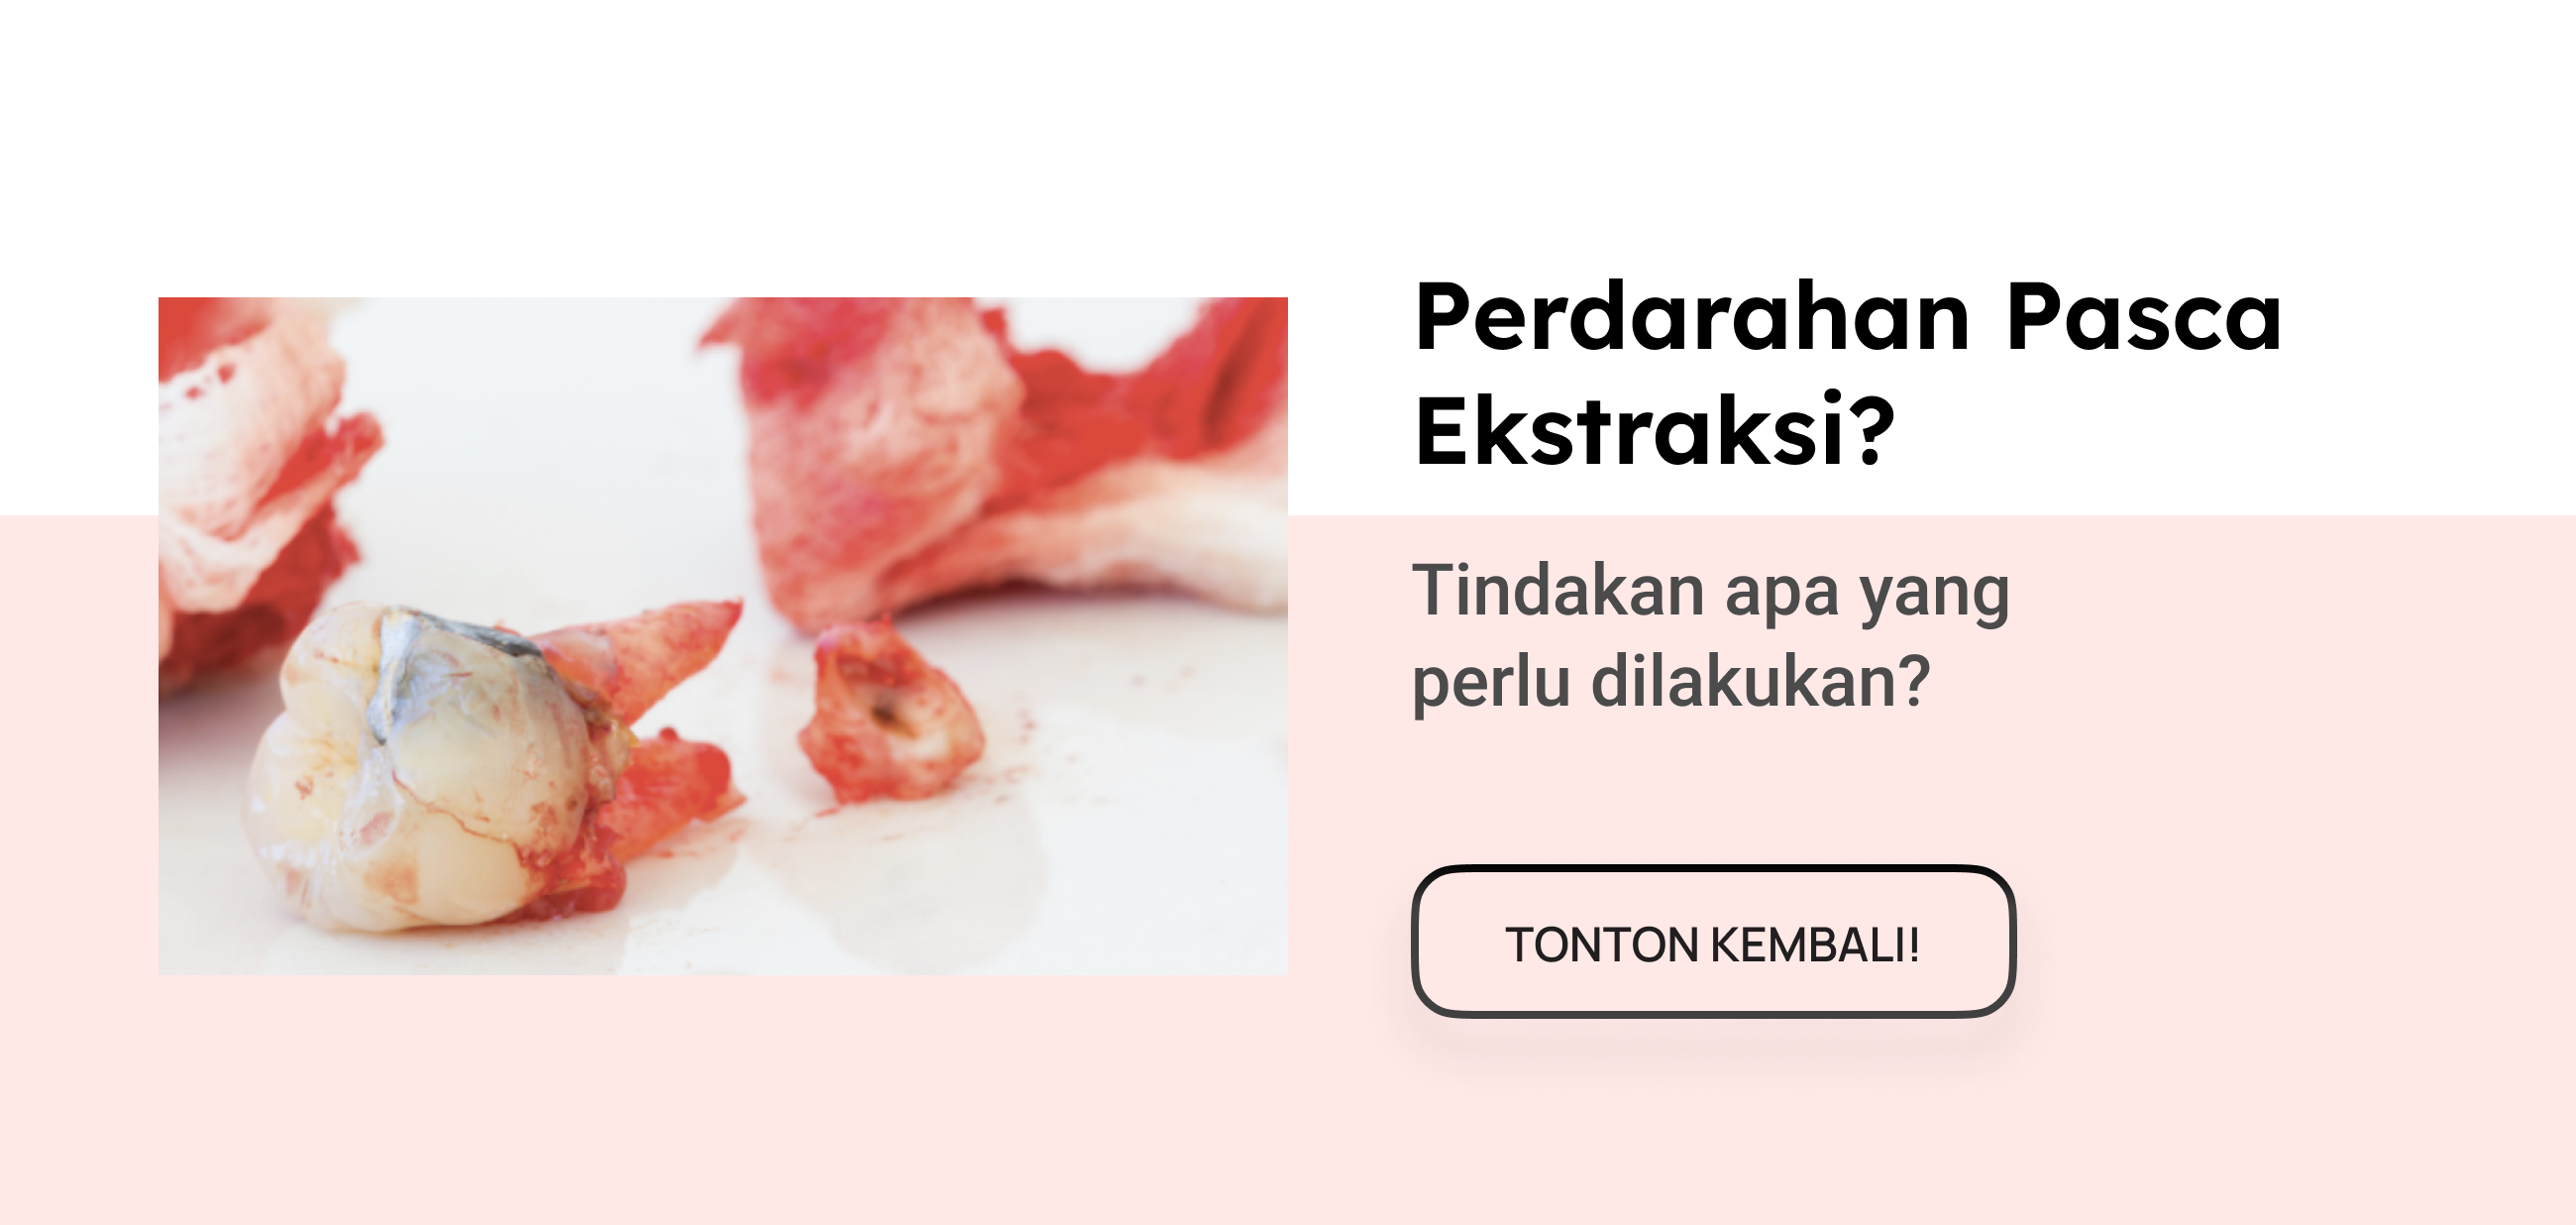 Perdarahan Pasca
Ekstraksi?
Tindakan apa yang
perlu dilakukan?
TONTON KEMBALI!